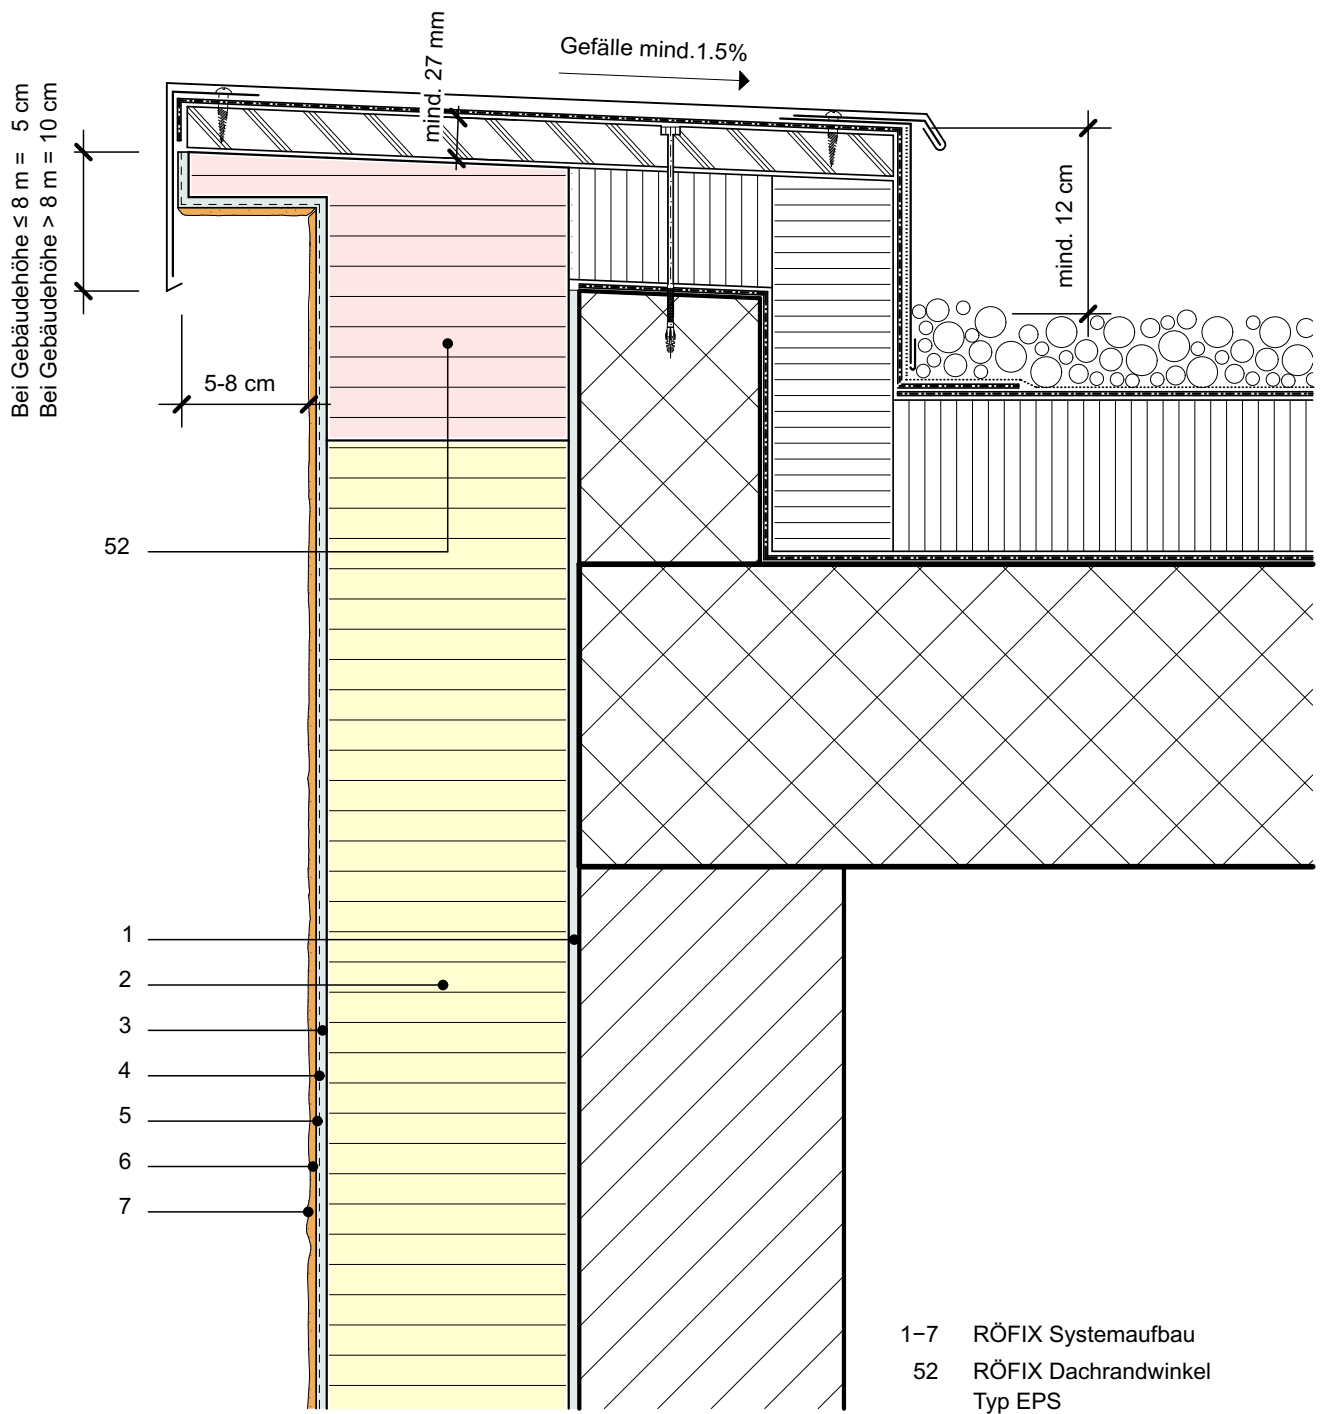 Gefälle mind.1.5%
mind. 27 mm
Bei Gebäudehöhe ≤ 8 m = 5 cm
Bei Gebäudehöhe > 8 m = 10 cm
mind. 12 cm
5-8 cm
52
1
2
3
4
5
6
7
1–7 RÖFIX Systemaufbau
52 RÖFIX Dachrandwinkel
Typ EPS